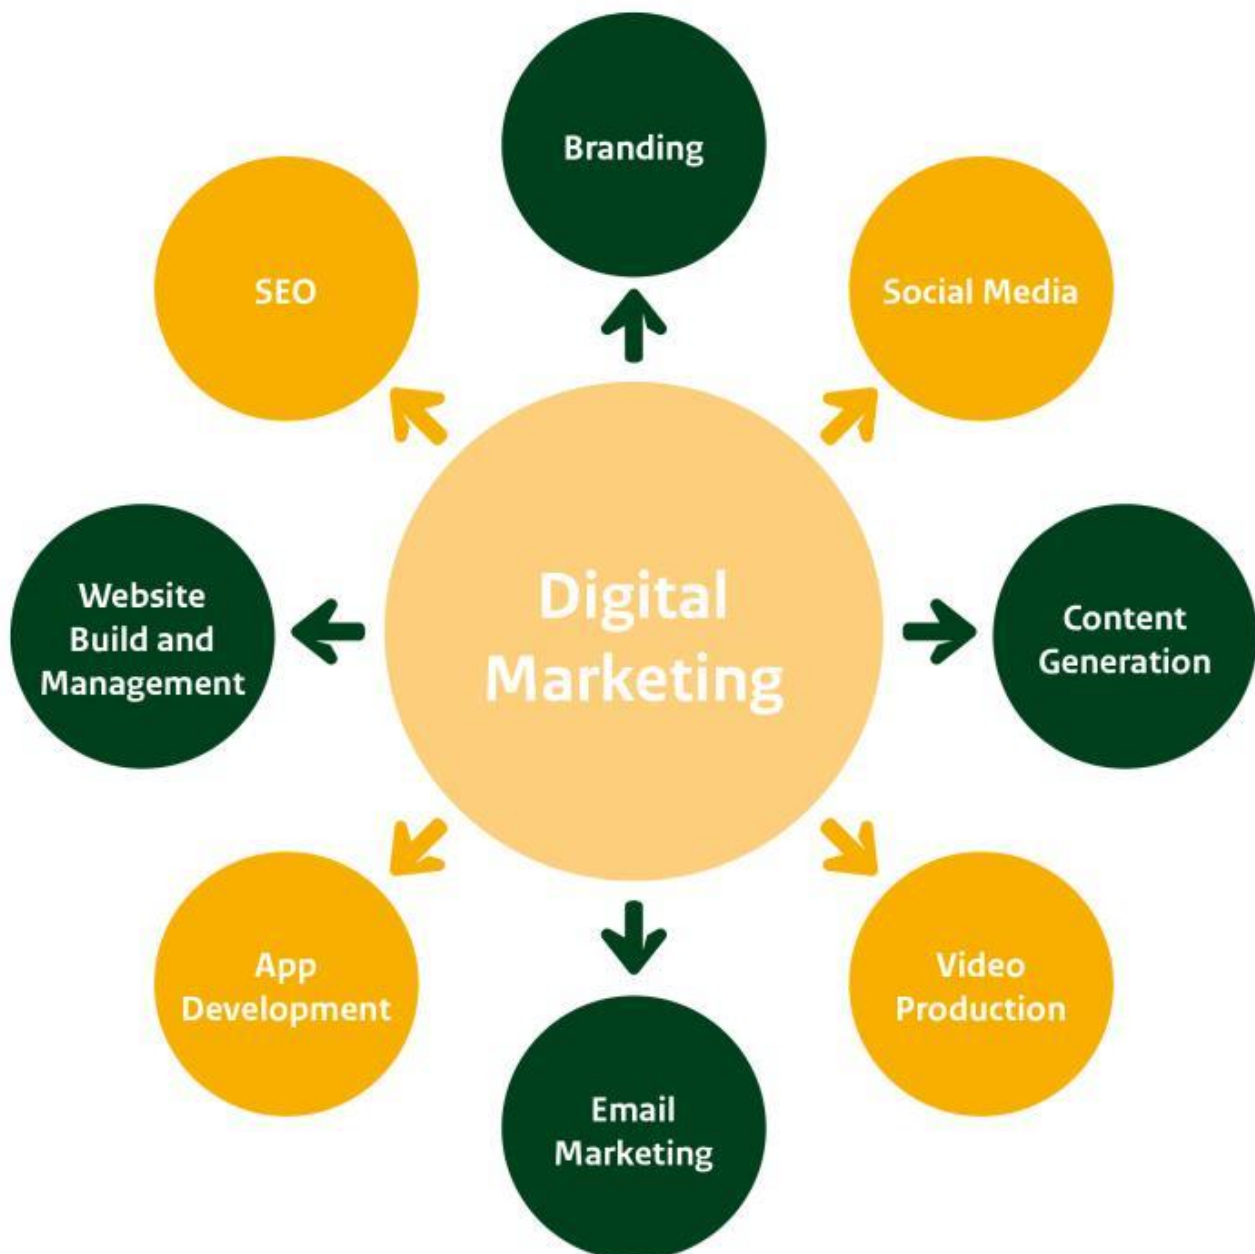 Branding
SEO
Social Media
Website
Build and
Management
Digital
Marketing
Content
Generation
App
Development
Video
Production
Email
Marketing